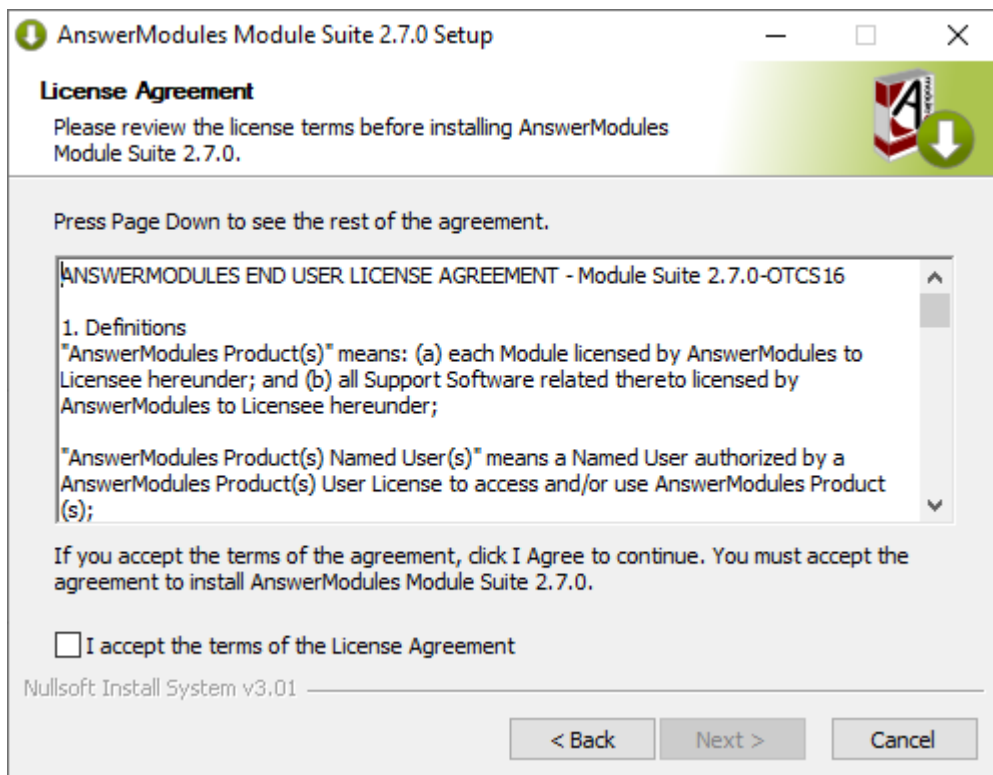 AnswerModules Module Suite 2.7.0 Setup
License Agreement
Please review the license terms before installing AnswerModules
Module Suite 2.7.0.
A
module
Press Page Down to see the rest of the agreement.
ANSWERMODULES END USER LICENSE AGREEMENT - Module Suite 2.7.0-OTCS16
1. Definitions
"AnswerModules Product(s)" means: (a) each Module licensed by AnswerModules to
Licensee hereunder; and (b) all Support Software related thereto licensed by
AnswerModules to Licensee hereunder;
"AnswerModules Product(s) Named User(s)" means a Named User authorized by a
AnswerModules Product(s) User License to access and/or use AnswerModules Product
(s);
If you accept the terms of the agreement, click I Agree to continue. You must accept the
agreement to install AnswerModules Module Suite 2.7.0.
I accept the terms of the License Agreement
Nullsoft Install System v3.01
< Back
Next >
Cancel